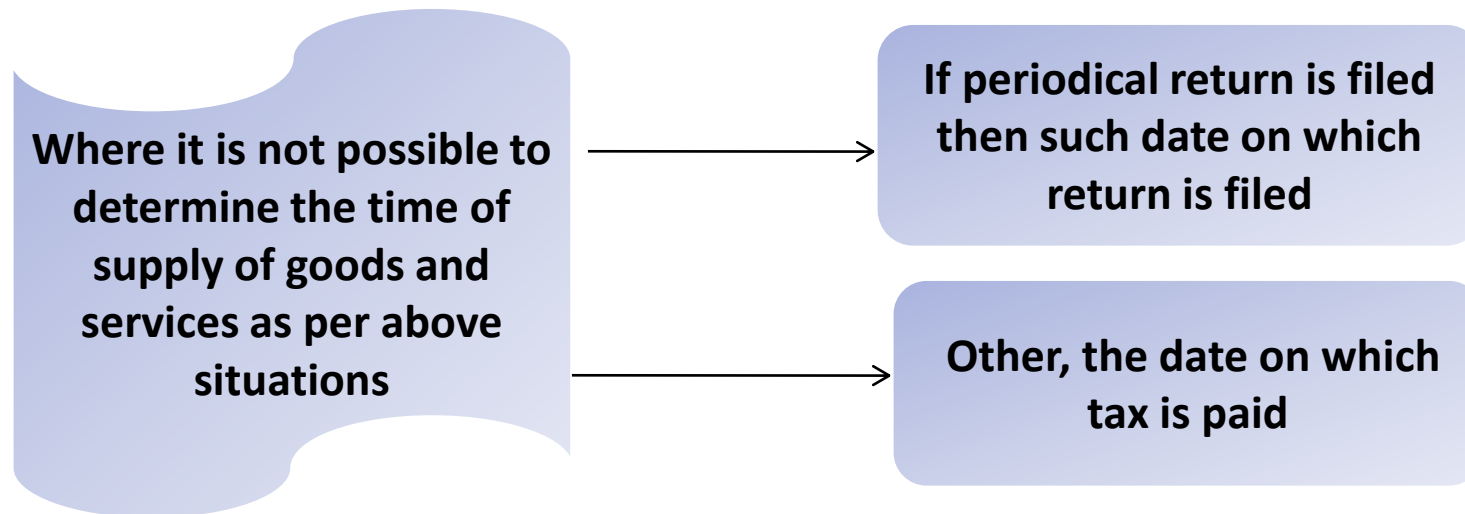 Where it is not possible to
determine the time of
supply of goods and
services as per above
situations
If periodical return is filed
then such date on which
return is filed
Other, the date on which
tax is paid